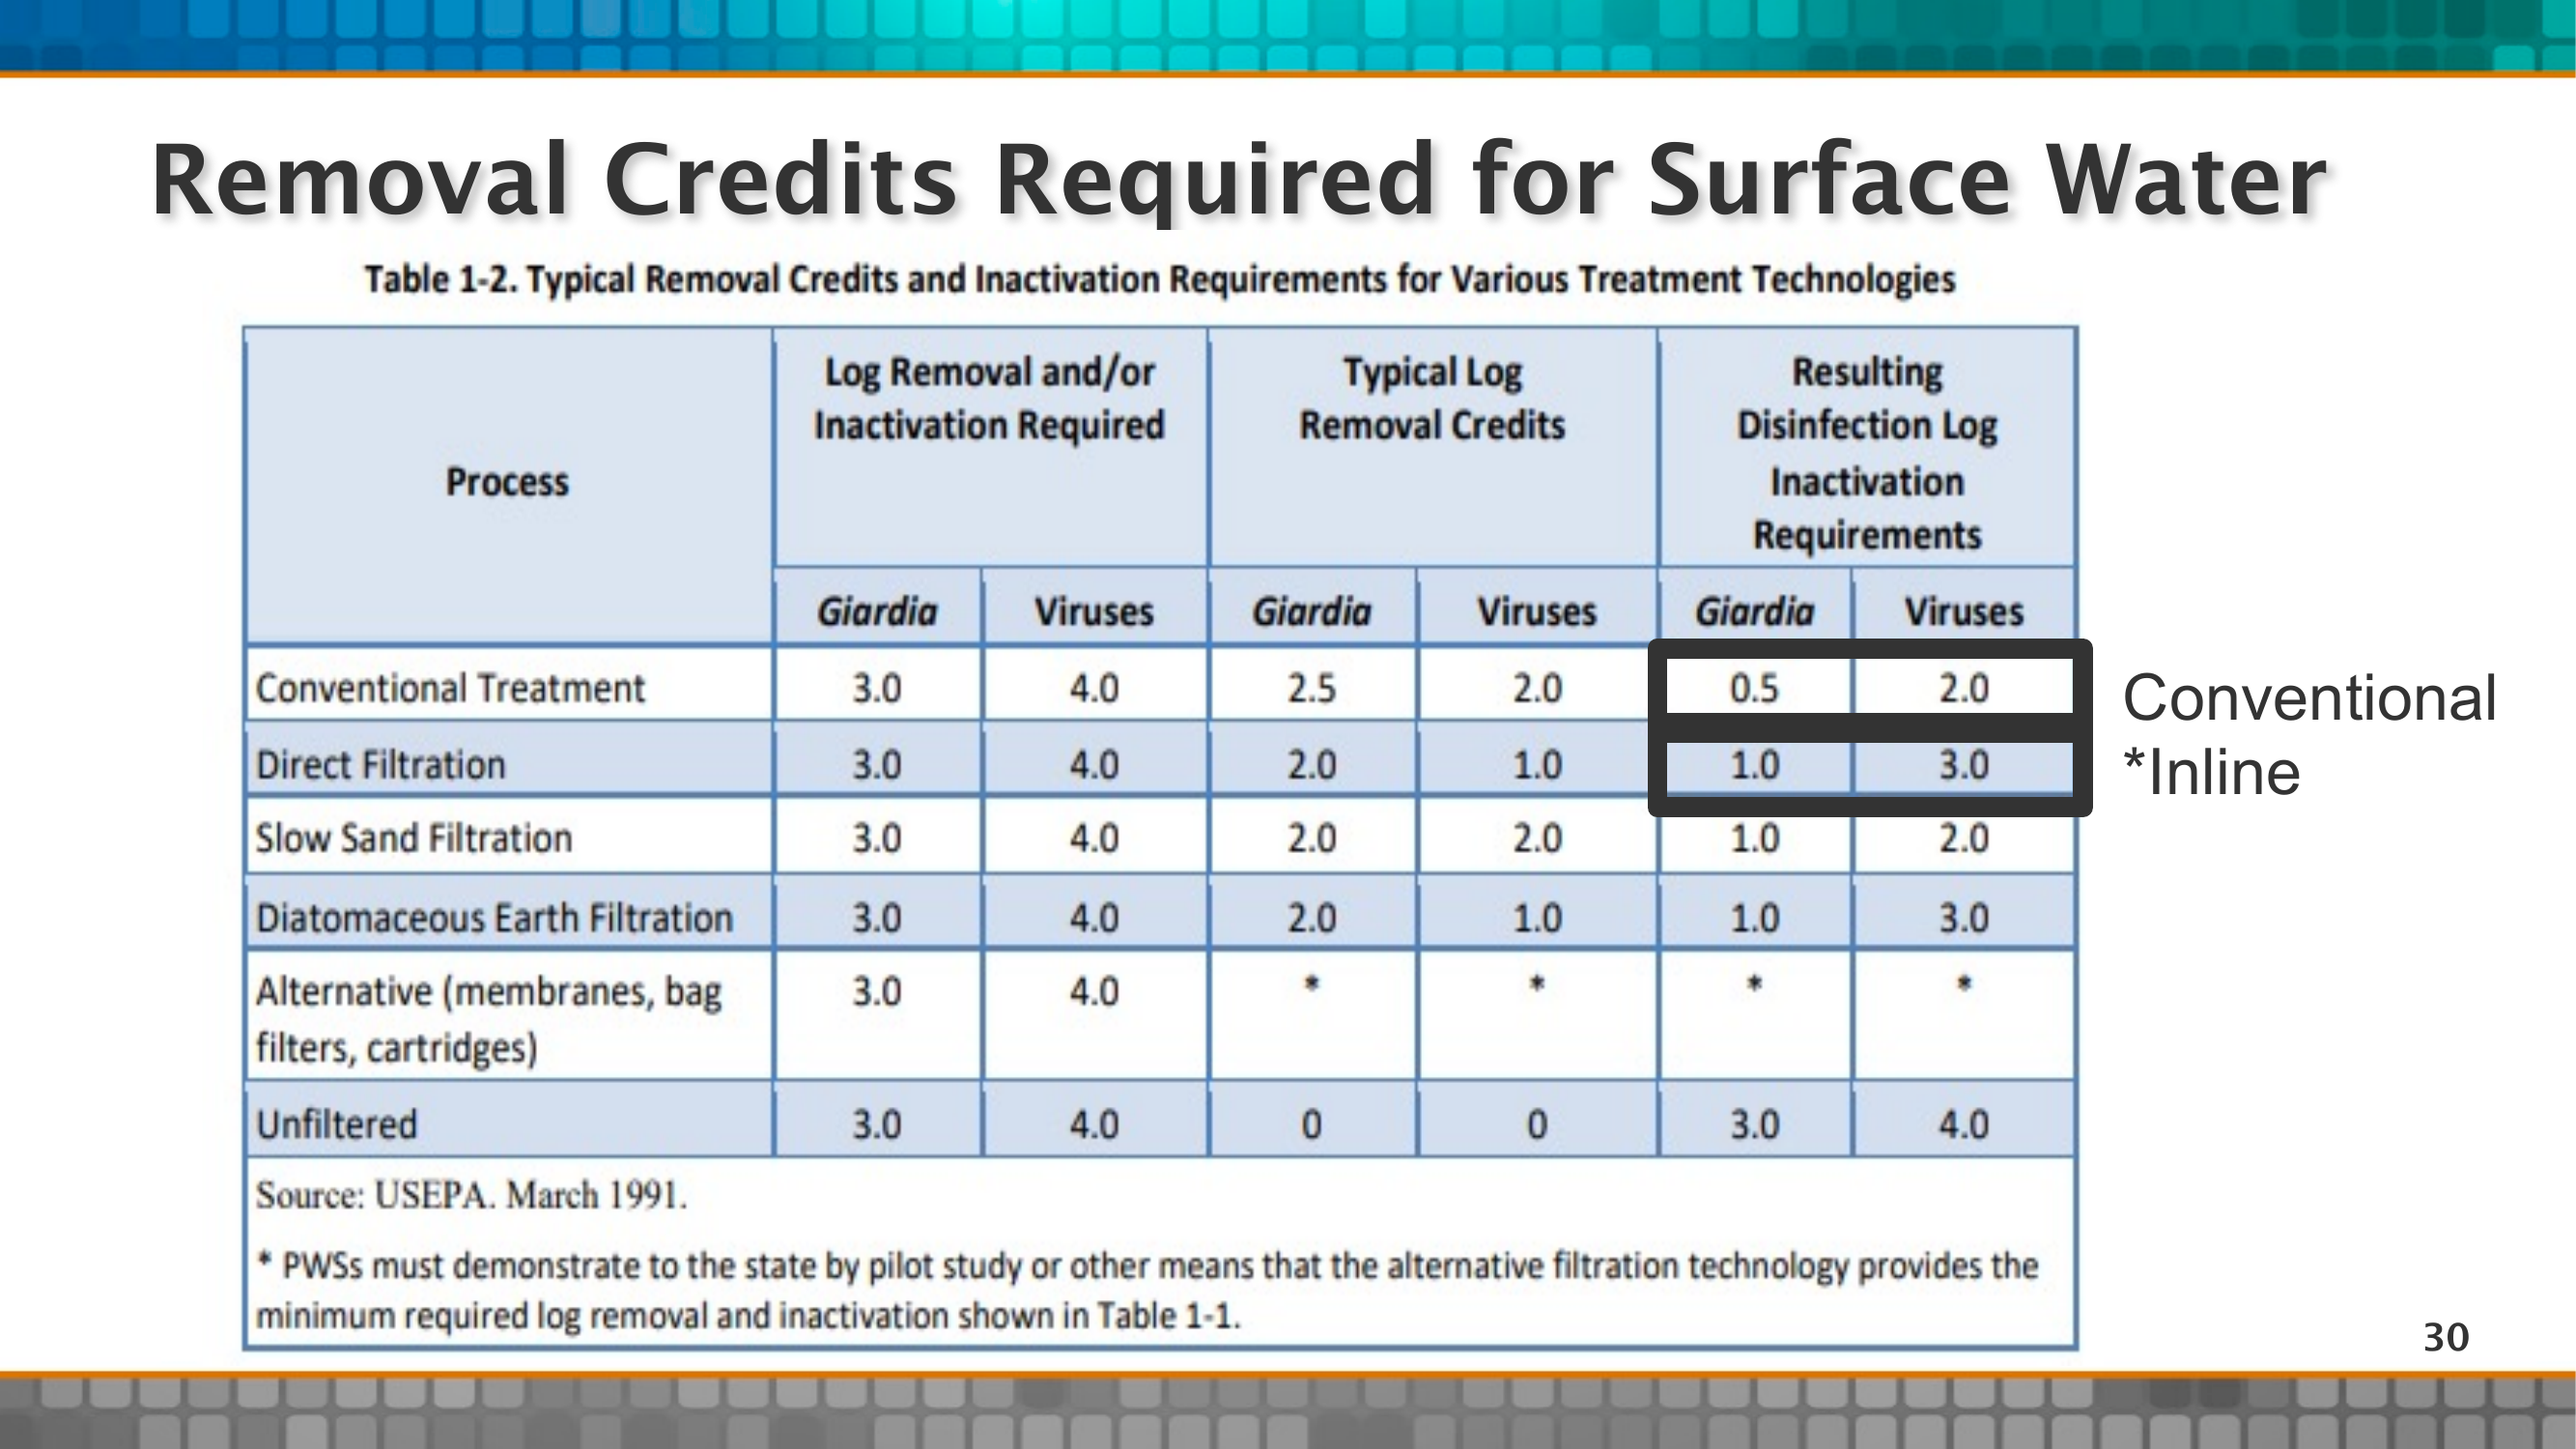 Removal Credits Required for Surface Water
Table 1-2. Typical Removal Credits and Inactivation Requirements for Various Treatment Technologies
Process
Log Removal and/or
Inactivation Required
Typical Log
Removal Credits
Resulting
Disinfection Log
Inactivation
Requirements
Giardia Viruses Giardia Viruses Giardia Viruses
Conventional Treatment 3.0 4.0 2.5 2.0 0.5 2.0 Conventional
Direct Filtration 3.0 4.0 2.0 1.0 1.0 3.0 *Inline
Slow Sand Filtration 3.0 4.0 2.0 2.0 1.0 2.0
Diatomaceous Earth Filtration 3.0 4.0 2.0 1.0 1.0 3.0
Alternative (membranes, bag 3.0 4.0 * * * *
filters, cartridges)
Unfiltered 3.0 4.0 0 0 3.0 4.0
Source: USEPA. March 1991.
* PWSs must demonstrate to the state by pilot study or other means that the alternative filtration technology provides the
minimum required log removal and inactivation shown in Table 1-1.
30